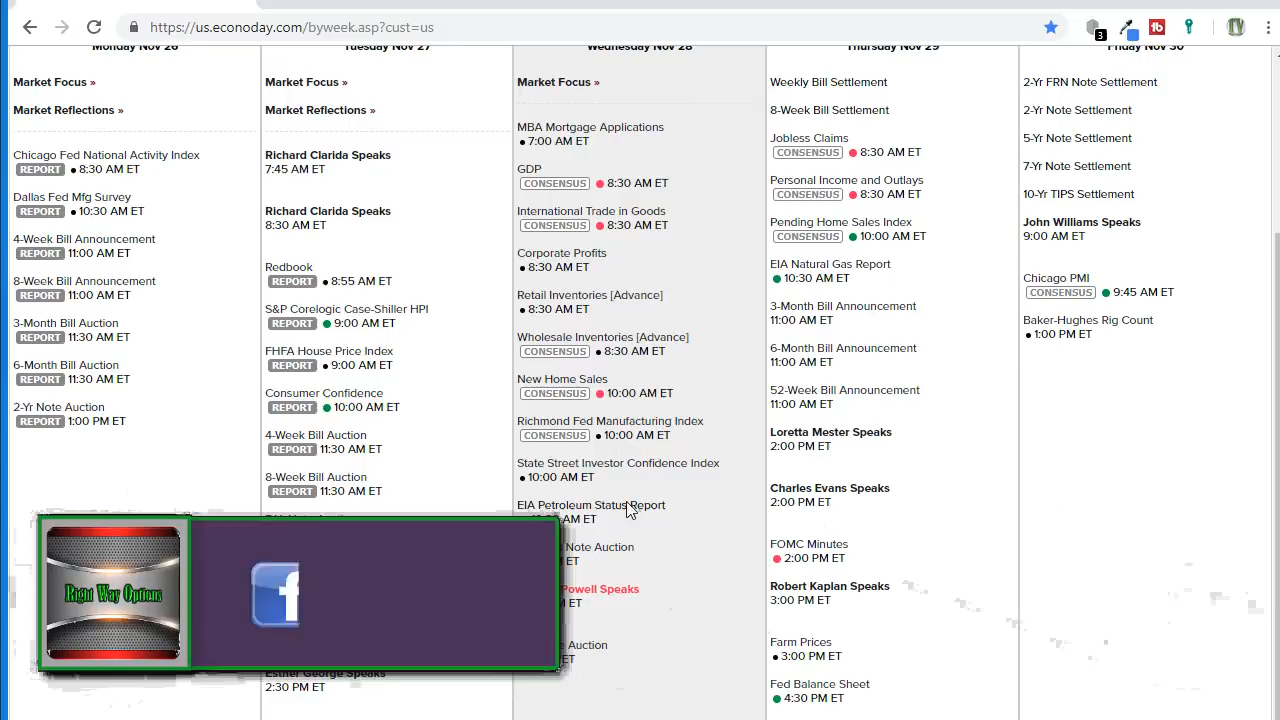 https://us.econoday.com/byweek.asp?cust=us
3
Monday Nov 26
Market Focus »
Market Reflections »
Chicago Fed National Activity Index
REPORT • 8:30 AM ET
Dallas Fed Mfg Survey
REPORT • 10:30 AM ET
4-Week Bill Announcement
REPORT 11:00 AM ET
8-Week Bill Announcement
REPORT 11:00 AM ET
3-Month Bill Auction
REPORT 11:30 AM ET
6-Month Bill Auction
REPORT 11:30 AM ET
2-Yr Note Auction
REPORT 1:00 PM ET
Tuesday Nov 27
Market Focus »
Market Reflections »
Richard Clarida Speaks
7:45 AM ET
Richard Clarida Speaks
8:30 AM ET
Redbook
REPORT • 8:55 AM ET
S&P Corelogic Case-Shiller HPI
REPORT • 9:00 AM ET
FHFA House Price Index
REPORT • 9:00 AM ET
Consumer Confidence
REPORT • 10:00 AM ET
4-Week Bill Auction
REPORT 11:30 AM ET
8-Week Bill Auction
REPORT 11:30 AM ET
Esther George Speaks
2:30 PM ET
Wednesday Nov 28
Market Focus »
MBA Mortgage Applications
• 7:00 AM ET
GDP
CONSENSUS • 8:30 AM ET
International Trade in Goods
CONSENSUS • 8:30 AM ET
Corporate Profits
• 8:30 AM ET
Retail Inventories [Advance]
• 8:30 AM ET
Wholesale Inventories [Advance]
CONSENSUS • 8:30 AM ET
New Home Sales
CONSENSUS • 10:00 AM ET
Richmond Fed Manufacturing Index
CONSENSUS • 10:00 AM ET
State Street Investor Confidence Index
• 10:00 AM ET
EIA Petroleum Status Report
AM ET
Note Auction
ET
Powell Speaks
ET
Auction
ET
Thursday Nov 29
Weekly Bill Settlement
8-Week Bill Settlement
Jobless Claims
CONSENSUS • 8:30 AM ET
Personal Income and Outlays
CONSENSUS • 8:30 AM ET
Pending Home Sales Index
CONSENSUS • 10:00 AM ET
EIA Natural Gas Report
• 10:30 AM ET
3-Month Bill Announcement
11:00 AM ET
6-Month Bill Announcement
11:00 AM ET
52-Week Bill Announcement
11:00 AM ET
Loretta Mester Speaks
2:00 PM ET
Charles Evans Speaks
2:00 PM ET
FOMC Minutes
• 2:00 PM ET
Robert Kaplan Speaks
3:00 PM ET
Farm Prices
• 3:00 PM ET
Fed Balance Sheet
• 4:30 PM ET
Friday Nov 30
2-Yr FRN Note Settlement
2-Yr Note Settlement
5-Yr Note Settlement
7-Yr Note Settlement
10-Yr TIPS Settlement
John Williams Speaks
9:00 AM ET
Chicago PMI
CONSENSUS • 9:45 AM ET
Baker-Hughes Rig Count
• 1:00 PM ET
Right Way Options
f